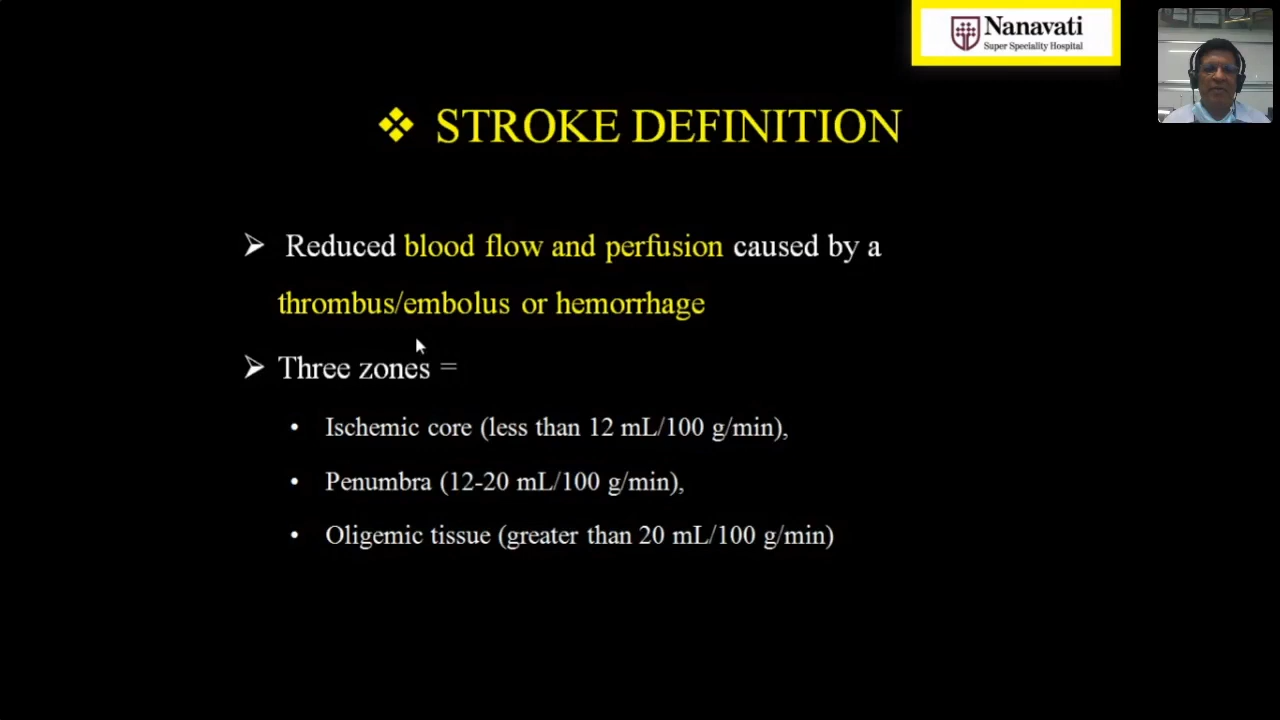 Nanavati
Super Speciality Hospital
❖ STROKE DEFINITION
➢ Reduced blood flow and perfusion caused by a
thrombus/embolus or hemorrhage
➢ Three zones =
• Ischemic core (less than 12 mL/100 g/min),
• Penumbra (12-20 mL/100 g/min),
• Oligemic tissue (greater than 20 mL/100 g/min)